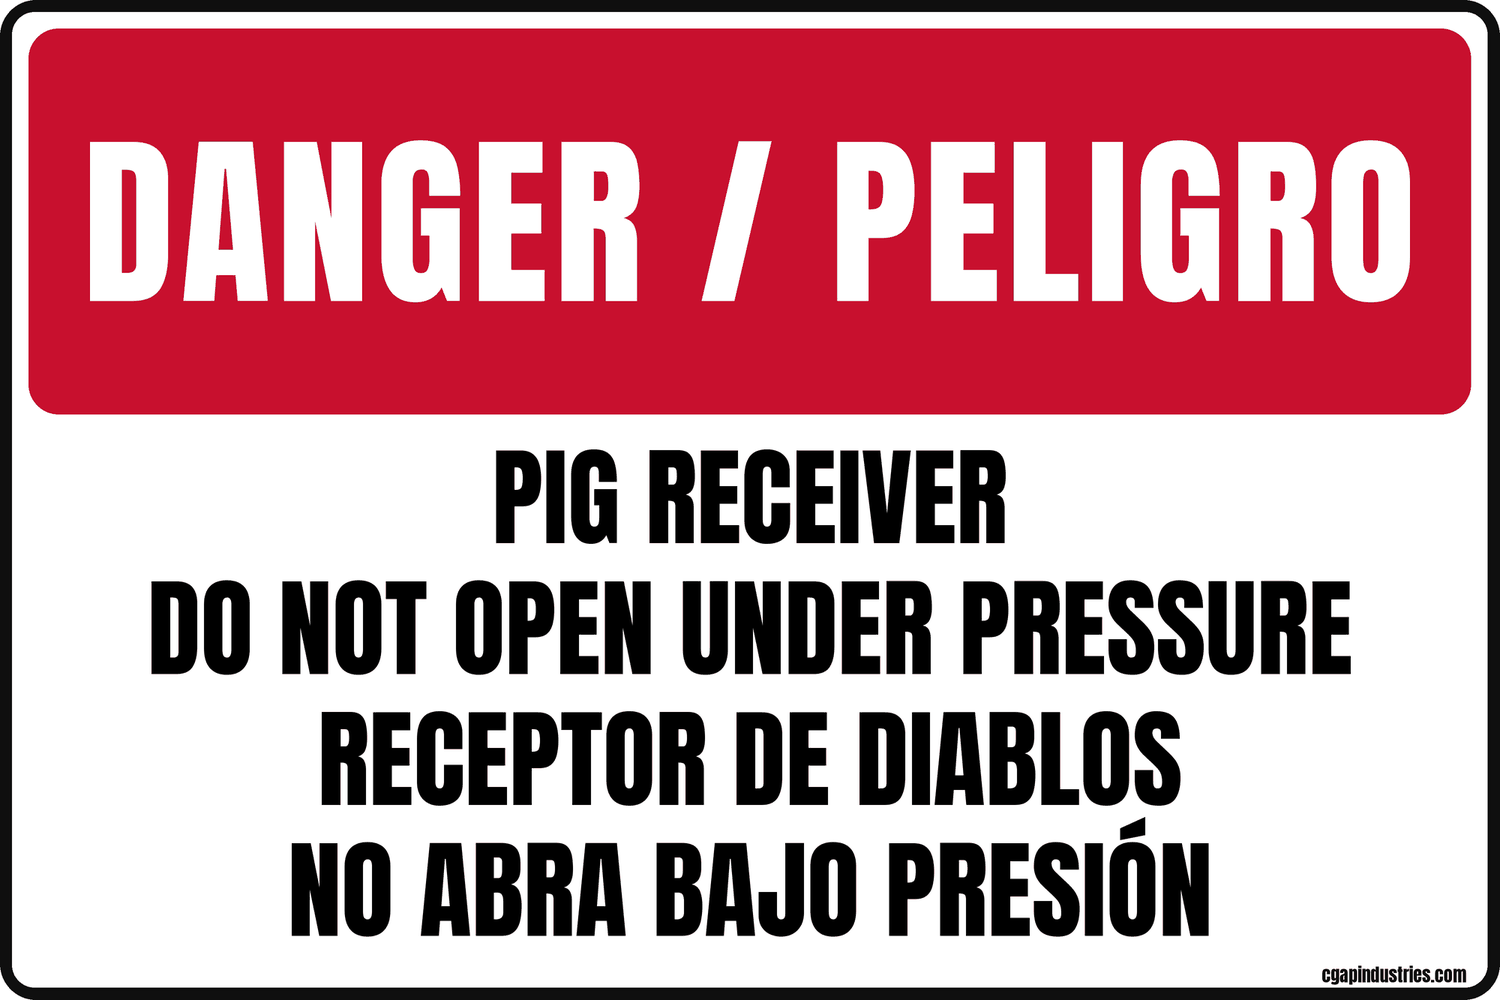 DANGER / PELIGRO
PIG RECEIVER
DO NOT OPEN UNDER PRESSURE
RECEPTOR DE DIABLOS
NO ABRA BAJO PRESIÓN
cgapindustries.com